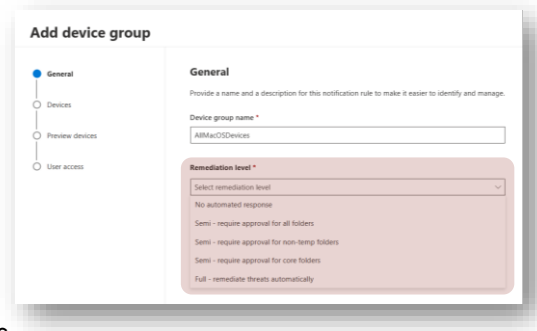 Add device group
General
Devices
Preview devices
User access
General
Provide a name and a description for this notification rule to make it easier to identify and manage.
Device group name *
AllMacOSDevices
Remediation level *
Select remediation level
No automated response
Semi - require approval for all folders
Semi - require approval for non-temp folders
Semi - require approval for core folders
Full - remediate threats automatically